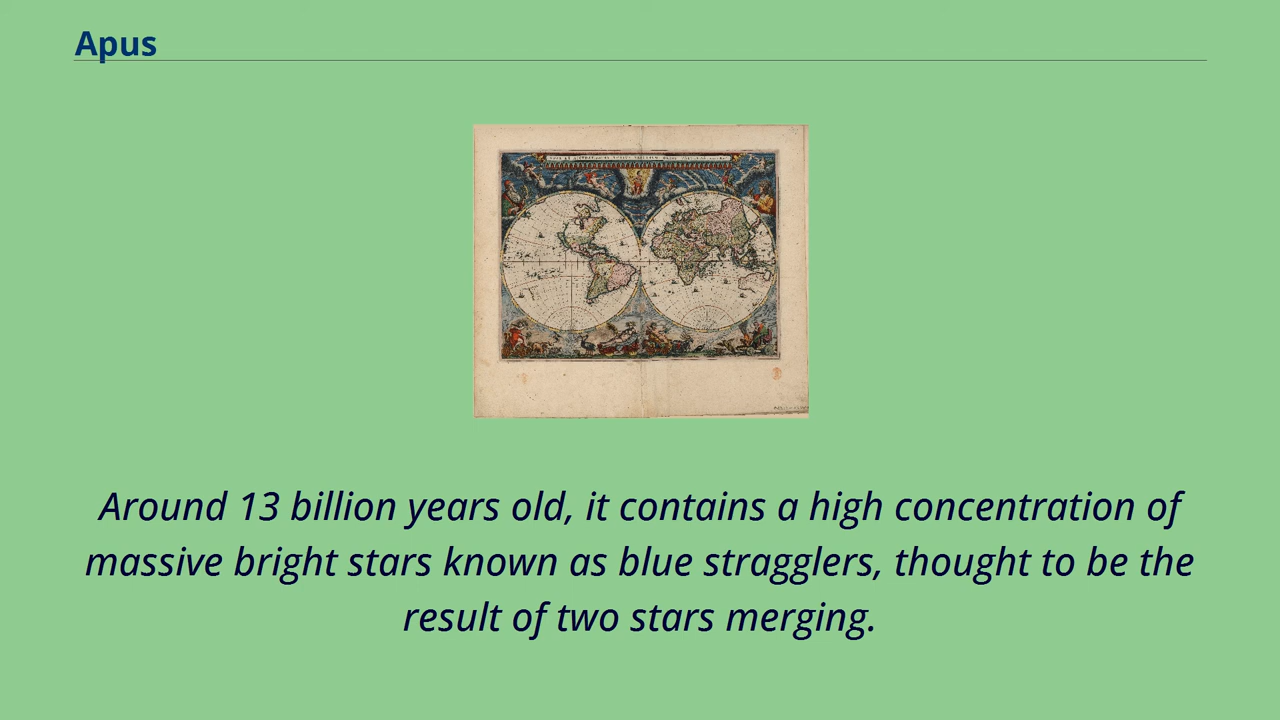 Apus
Around 13 billion years old, it contains a high concentration of
massive bright stars known as blue stragglers, thought to be the
result of two stars merging.